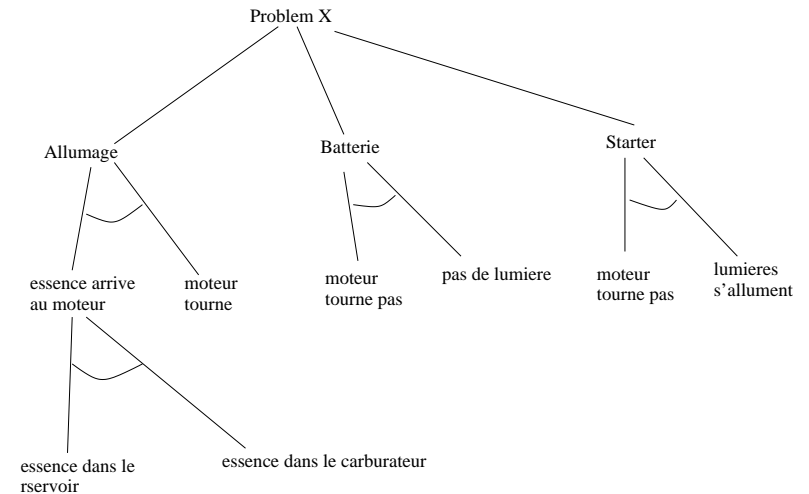 Problem X
Allumage
Batterie
Starter
essence arrive
au moteur
moteur
tourne
moteur
tourne pas
pas de lumiere
moteur
tourne pas
lumieres
s'allument
essence dans le
rservoir
essence dans le carburateur